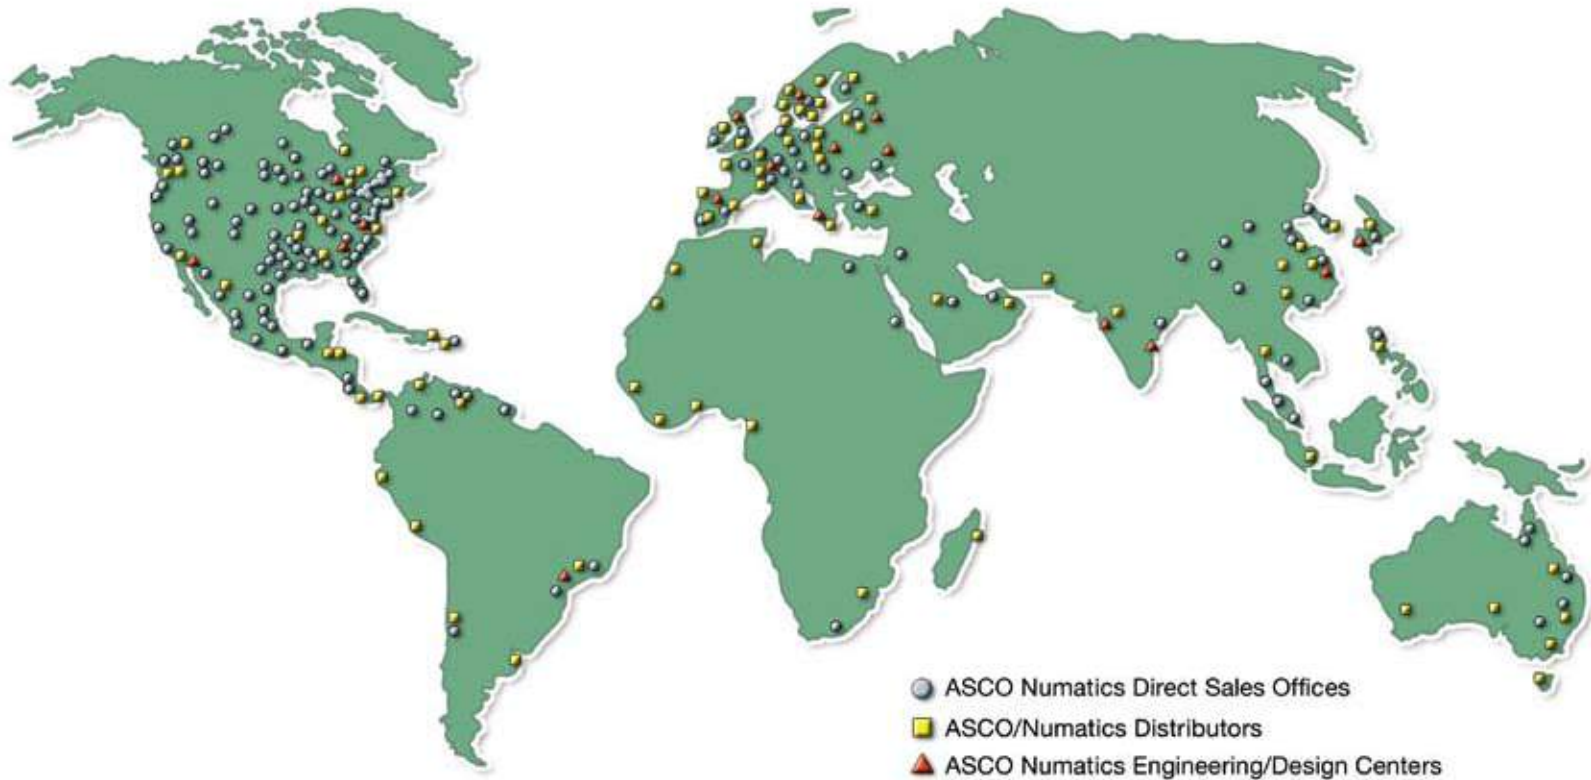 ASCO Numatics Direct Sales Offices
ASCO/Numatics Distributors
ASCO Numatics Engineering/Design Centers